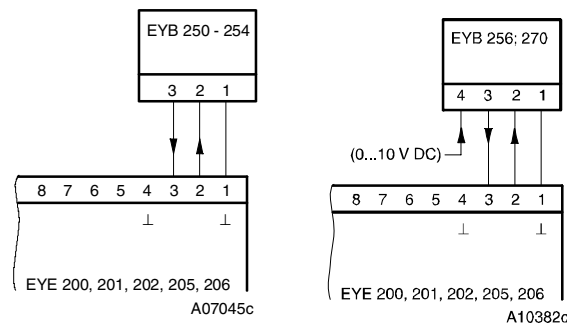 EYB 250 - 254
3 2 1
8 7 6 5 4 3 2 1
⊥ ⊥
EYE 200, 201, 202, 205, 206
A07045c
EYB 256; 270
4 3 2 1
(0...10 V DC)
8 7 6 5 4 3 2 1
⊥ ⊥
EYE 200, 201, 202, 205, 206
A10382c